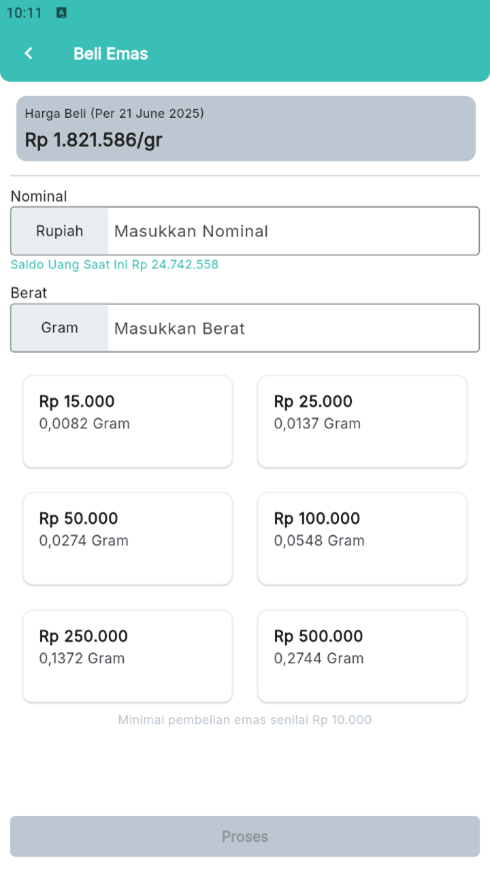 10:11 A
Beli Emas
Harga Beli (Per 21 June 2025)
Rp 1.821.586/gr
Nominal
Rupiah Masukkan Nominal
Saldo Uang Saat Ini Rp 24.742.558
Berat
Gram Masukkan Berat
Rp 15.000 Rp 25.000
0,0082 Gram 0,0137 Gram
Rp 50.000 Rp 100.000
0,0274 Gram 0,0548 Gram
Rp 250.000 Rp 500.000
0,1372 Gram 0,2744 Gram
Minimal pembelian emas senilai Rp 10.000
Proses